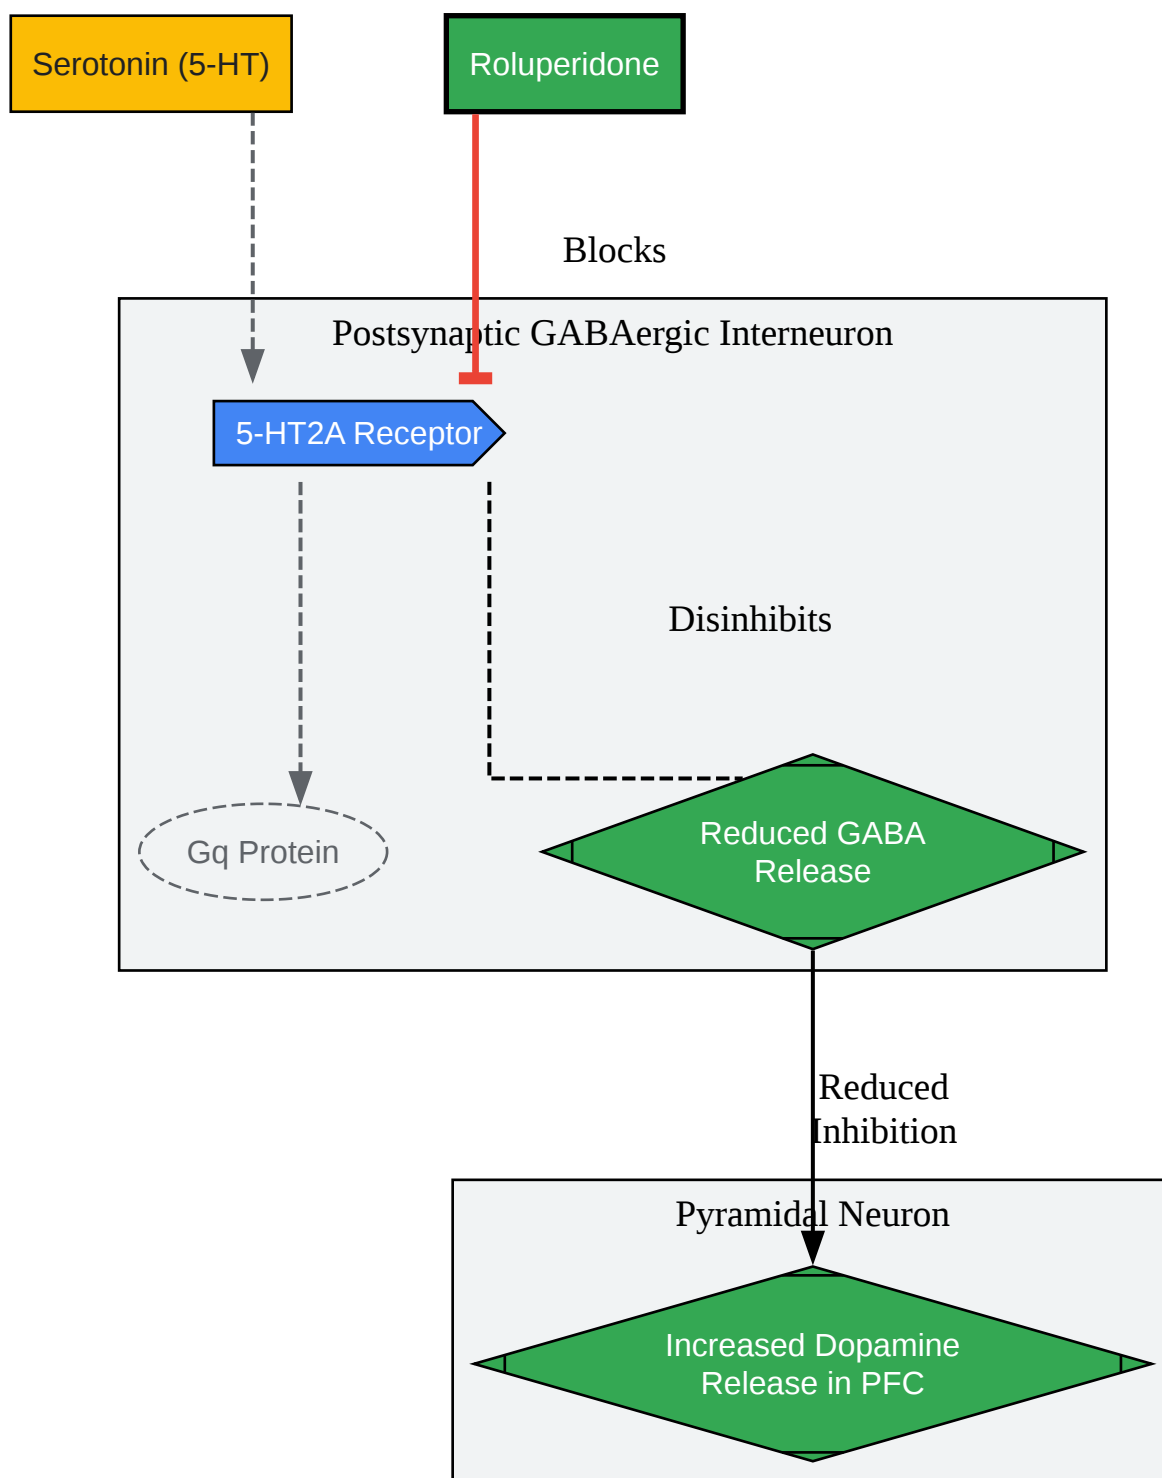 Serotonin (5-HT)
Roluperidone
Blocks
Postsynaptic GABAergic Interneuron
5-HT2A Receptor
Disinhibits
Gq Protein
Reduced GABA
Release
Reduced
Inhibition
Pyramidal Neuron
Increased Dopamine
Release in PFC